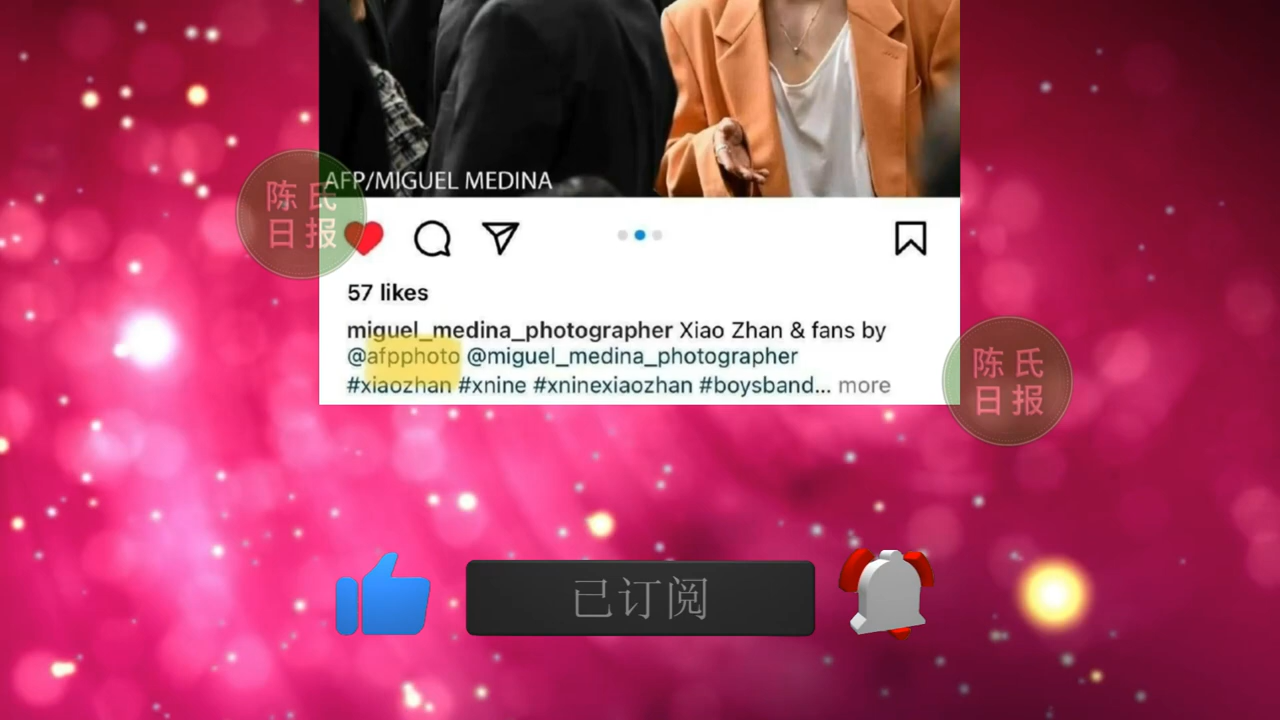 AFP/MIGUEL MEDINA
陈氏
日报
57 likes
miguel_medina_photographer Xiao Zhan & fans by
@afpphoto @miguel_medina_photographer
#xiaozhan #xnine #xninexiaozhan #boysband... more
陈氏
日报
已订阅